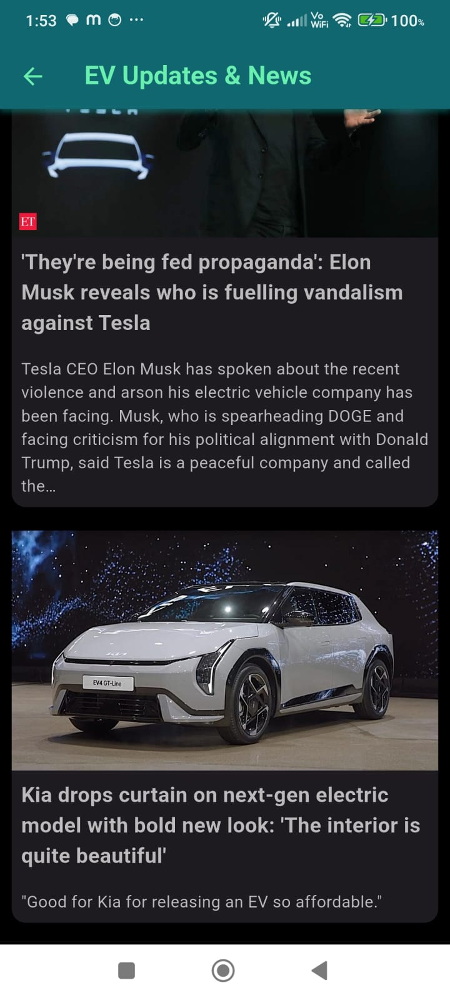 1:53
Vo
WiFi
100%
EV Updates & News
TESLA
ET
'They're being fed propaganda': Elon
Musk reveals who is fuelling vandalism
against Tesla
Tesla CEO Elon Musk has spoken about the recent
violence and arson his electric vehicle company has
been facing. Musk, who is spearheading DOGE and
facing criticism for his political alignment with Donald
Trump, said Tesla is a peaceful company and called
the…
KIA
EV4 GT-Line
Kia drops curtain on next-gen electric
model with bold new look: 'The interior is
quite beautiful'
"Good for Kia for releasing an EV so affordable."